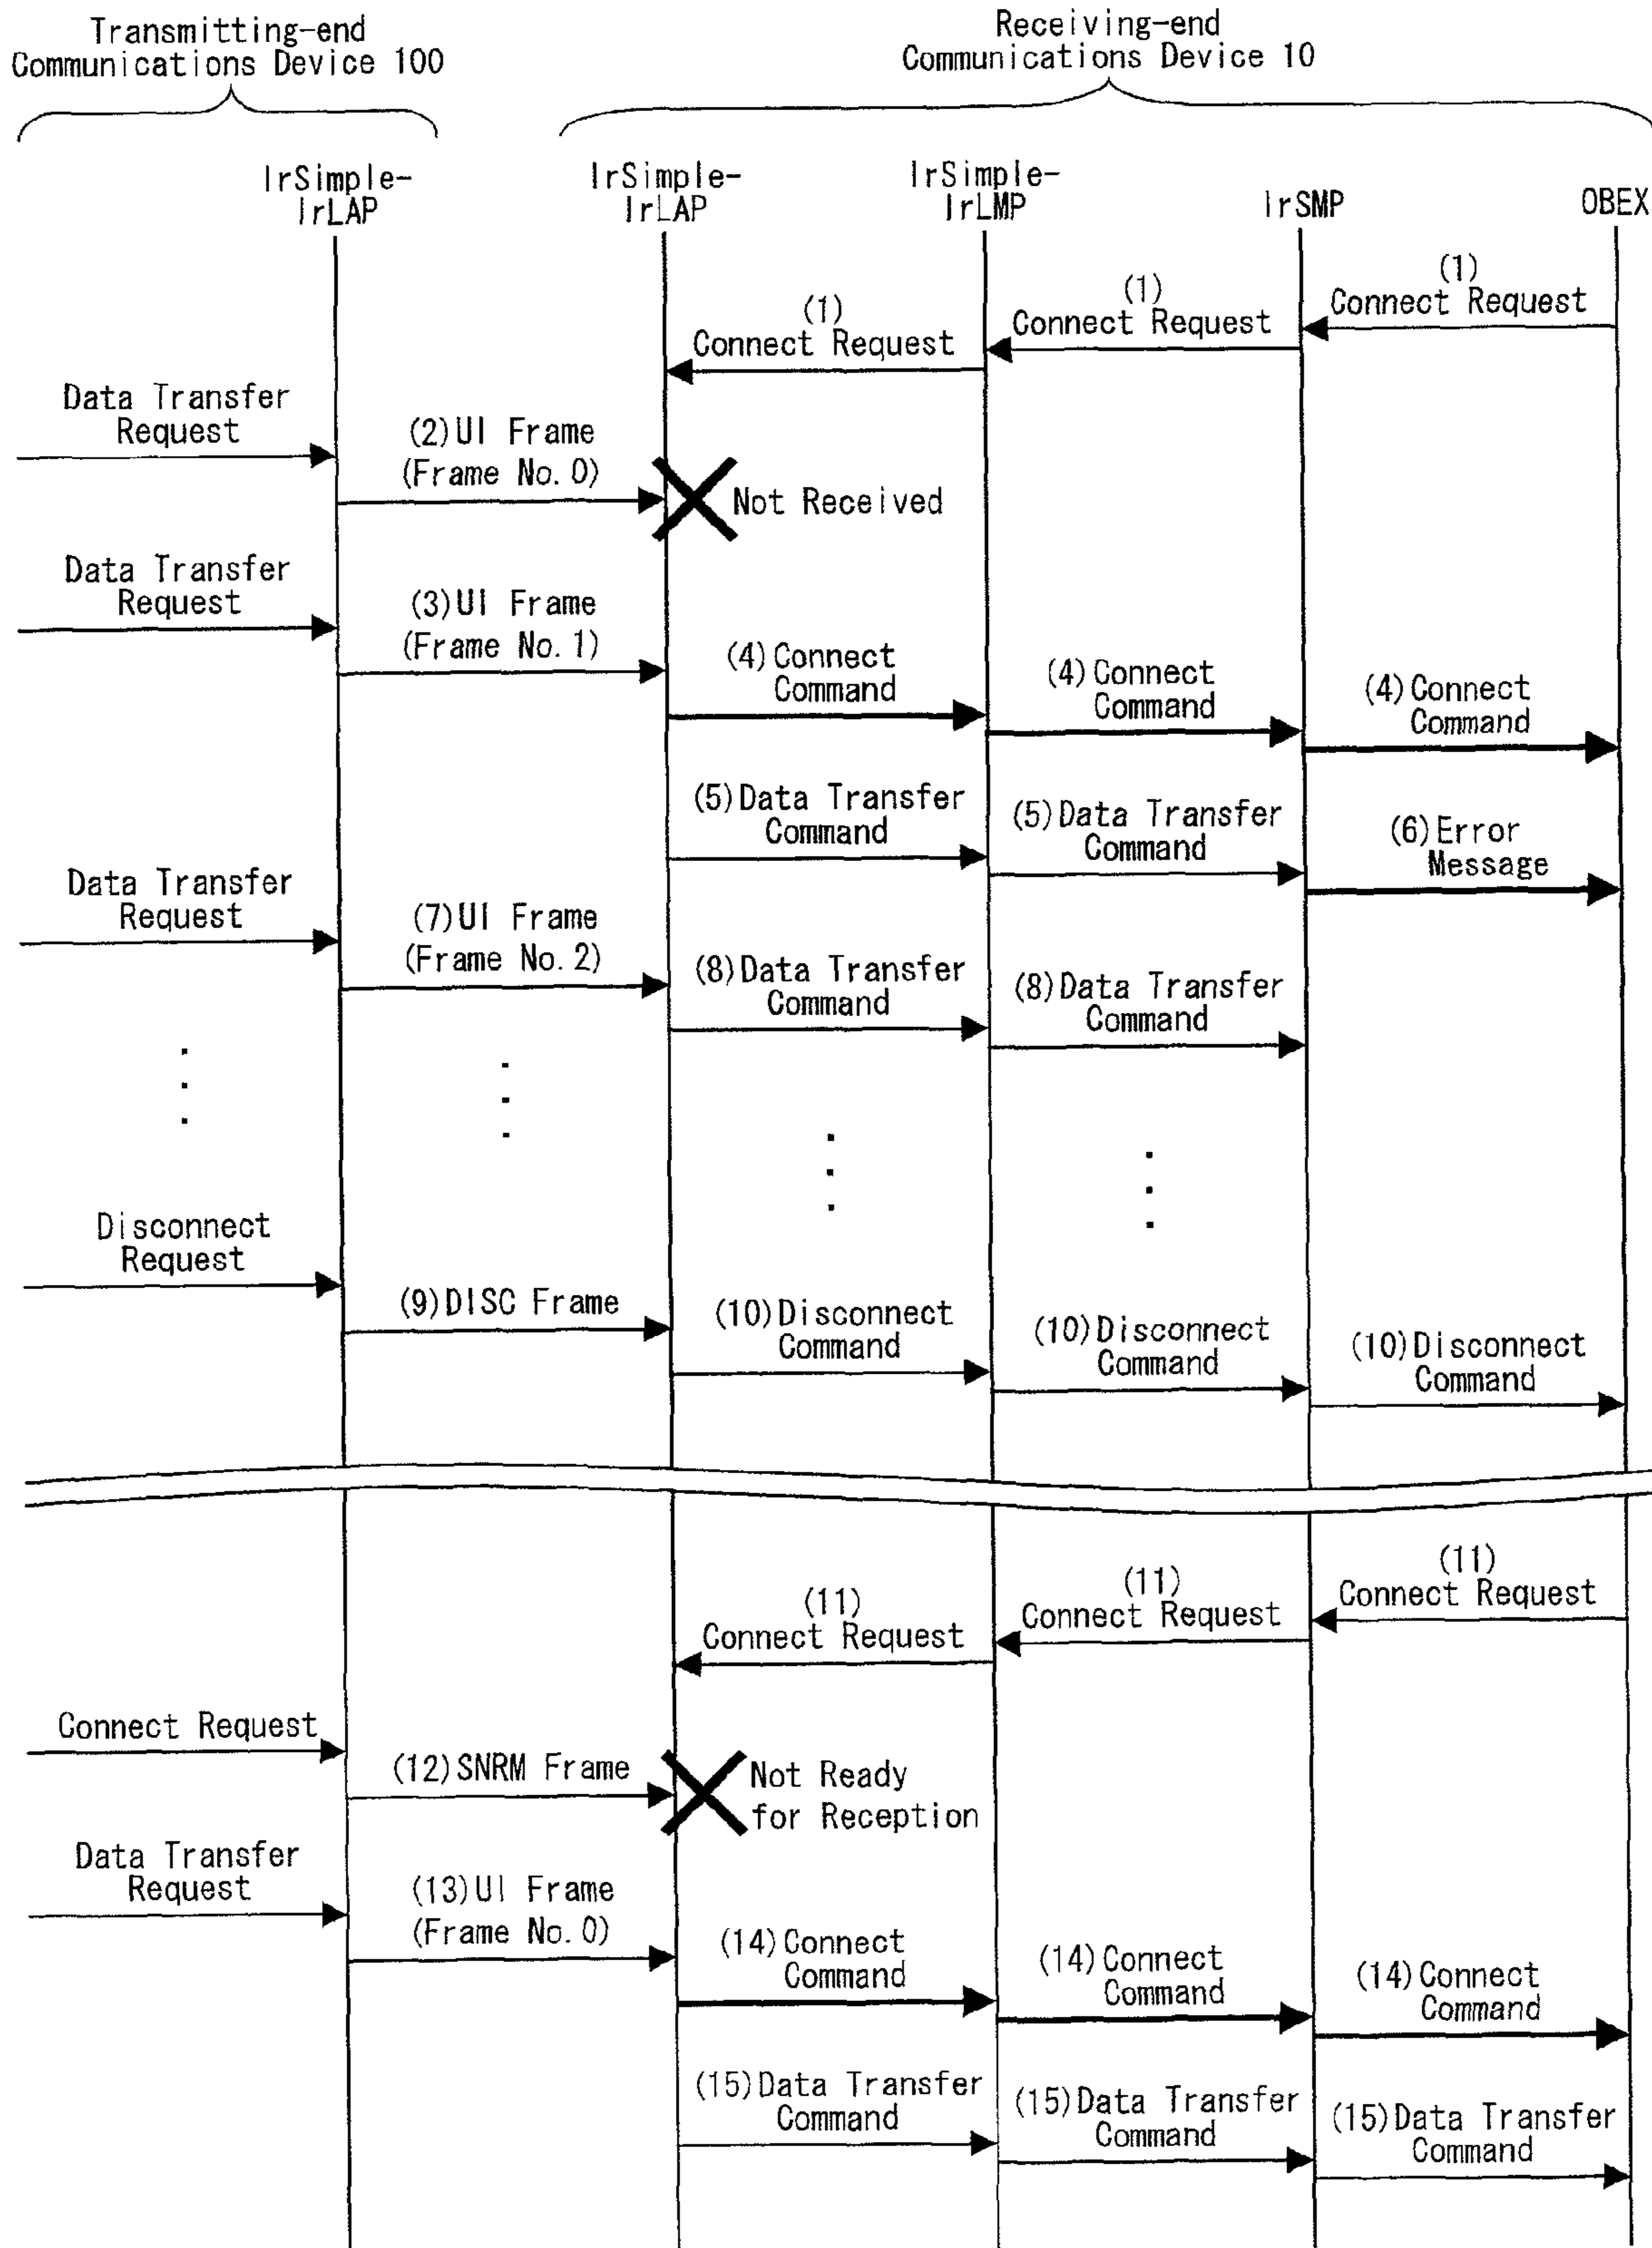 Transmitting-end
Communications Device 100
Receiving-end
Communications Device 10
IrSimple-
IrLAP
IrSimple-
IrLAP
IrSimple-
IrLMP
IrSMP
OBEX
(1)
Connect Request
(1)
Connect Request
(1)
Connect Request
Data Transfer
Request
(2)UI Frame
(Frame No.0)
Not Received
Data Transfer
Request
(3)UI Frame
(Frame No.1)
(4)Connect
Command
(4)Connect
Command
(4)Connect
Command
(5)Data Transfer
Command
(5)Data Transfer
Command
(6)Error
Message
Data Transfer
Request
(7)UI Frame
(Frame No.2)
(8)Data Transfer
Command
(8)Data Transfer
Command
Disconnect
Request
(9)DISC Frame
(10)Disconnect
Command
(10)Disconnect
Command
(10)Disconnect
Command
(11)
Connect Request
(11)
Connect Request
(11)
Connect Request
Connect Request
(12)SNRM Frame
Not Ready
for Reception
Data Transfer
Request
(13)UI Frame
(Frame No.0)
(14)Connect
Command
(14)Connect
Command
(14)Connect
Command
(15)Data Transfer
Command
(15)Data Transfer
Command
(15)Data Transfer
Command